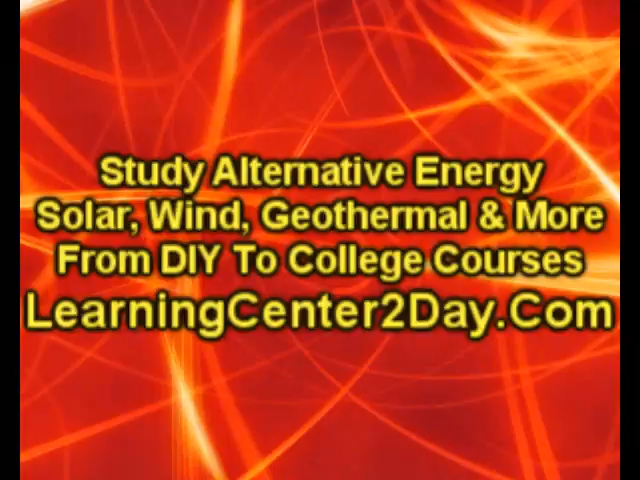 Study Alternative Energy
Solar, Wind, Geothermal & More
From DIY To College Courses
LearningCenter2Day.Com